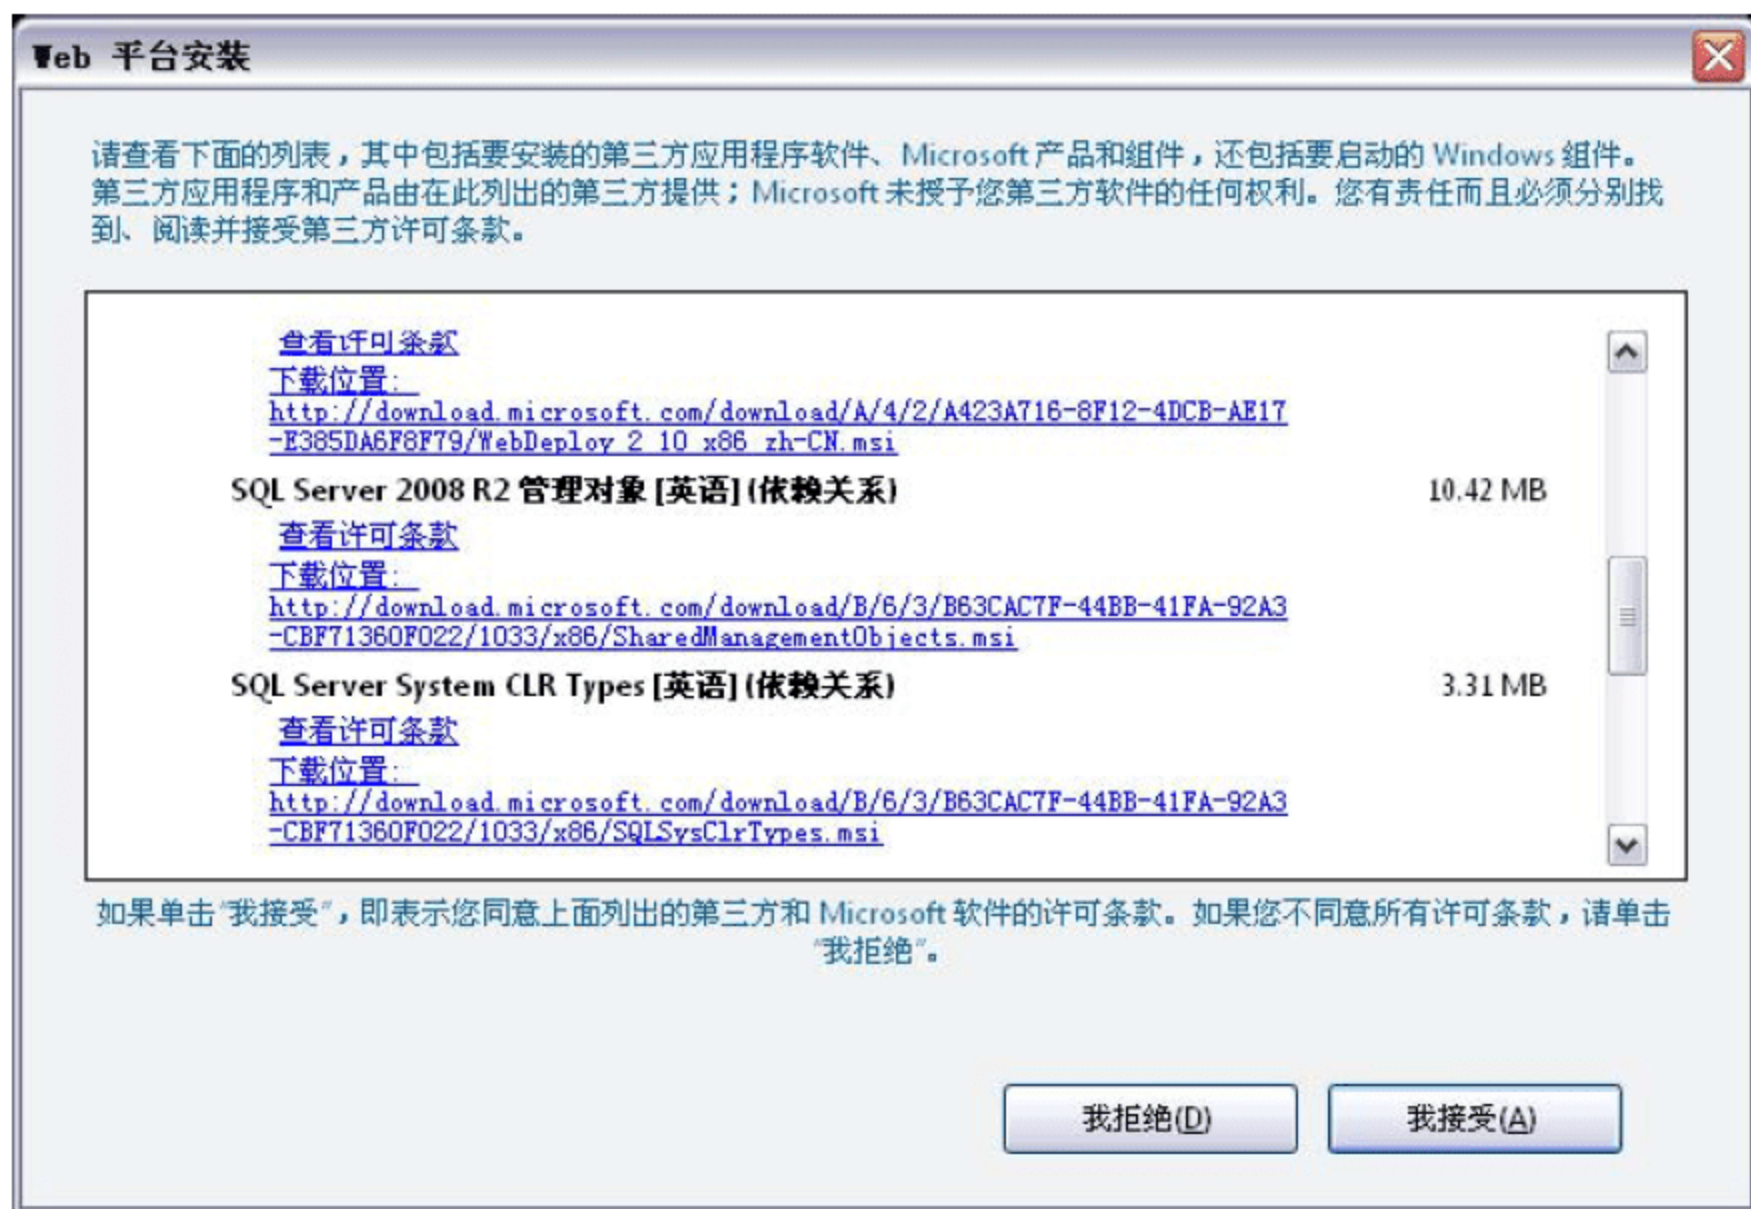 Web 平台安装
请查看下面的列表，其中包括要安装的第三方应用程序软件、Microsoft 产品和组件，还包括要启动的 Windows 组件。
第三方应用程序和产品由在此列出的第三方提供；Microsoft 未授予您第三方软件的任何权利。您有责任而且必须分别找
到、阅读并接受第三方许可条款。
查看许可条款
下载位置：
http://download.microsoft.com/download/A/4/2/A423A716-8F12-4DCB-AE17
-E385DA6F8F79/WebDeploy_2_10_x86_zh-CN.msi
SQL Server 2008 R2 管理对象 [英语] (依赖关系) 10.42 MB
查看许可条款
下载位置：
http://download.microsoft.com/download/B/6/3/B63CAC7F-44BB-41FA-92A3
-CBF71360F022/1033/x86/SharedManagementObjects.msi
SQL Server System CLR Types [英语] (依赖关系) 3.31 MB
查看许可条款
下载位置：
http://download.microsoft.com/download/B/6/3/B63CAC7F-44BB-41FA-92A3
-CBF71360F022/1033/x86/SQLSysClrTypes.msi
如果单击“我接受”，即表示您同意上面列出的第三方和 Microsoft 软件的许可条款。如果您不同意所有许可条款，请单击
“我拒绝”。
我拒绝(D) 我接受(A)